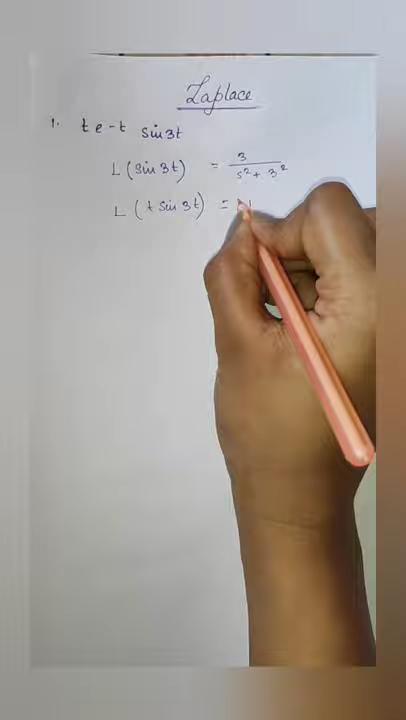 Laplace
1. t e-t sin3t
L (sin 3t) = 3 / s² + 3²
L (t sin 3t) =